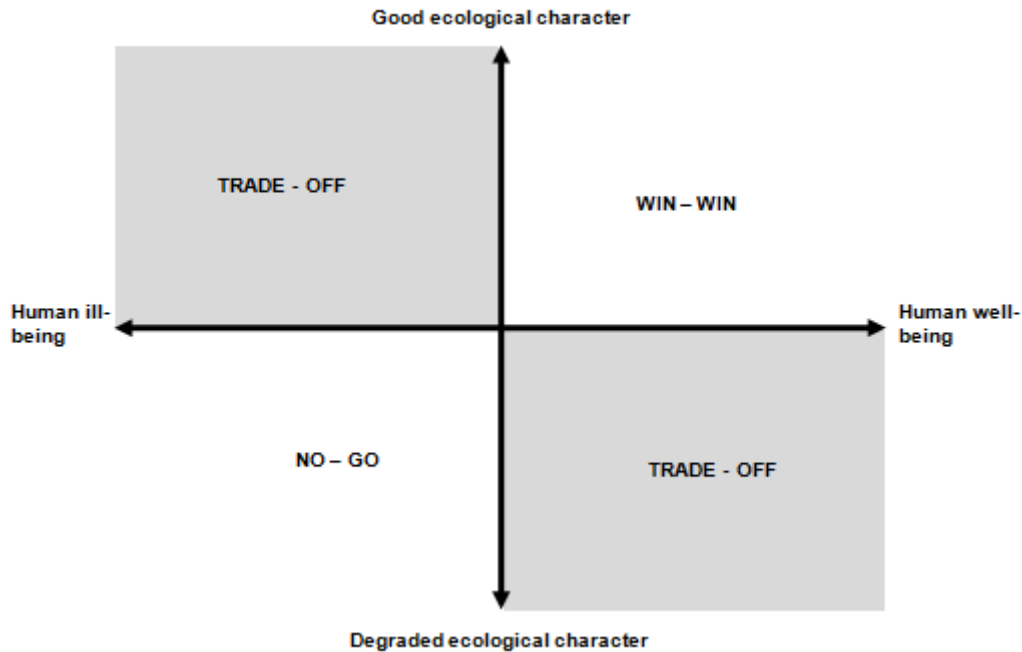 Good ecological character
TRADE - OFF
WIN – WIN
Human ill-
being
Human well-
being
NO – GO
TRADE - OFF
Degraded ecological character